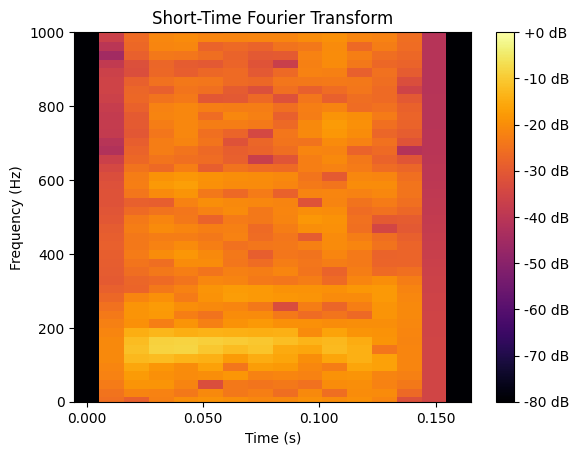 Short-Time Fourier Transform
Frequency (Hz)
1000
800
600
400
200
0
0.000 0.050 0.100 0.150
Time (s)
+0 dB
-10 dB
-20 dB
-30 dB
-40 dB
-50 dB
-60 dB
-70 dB
-80 dB